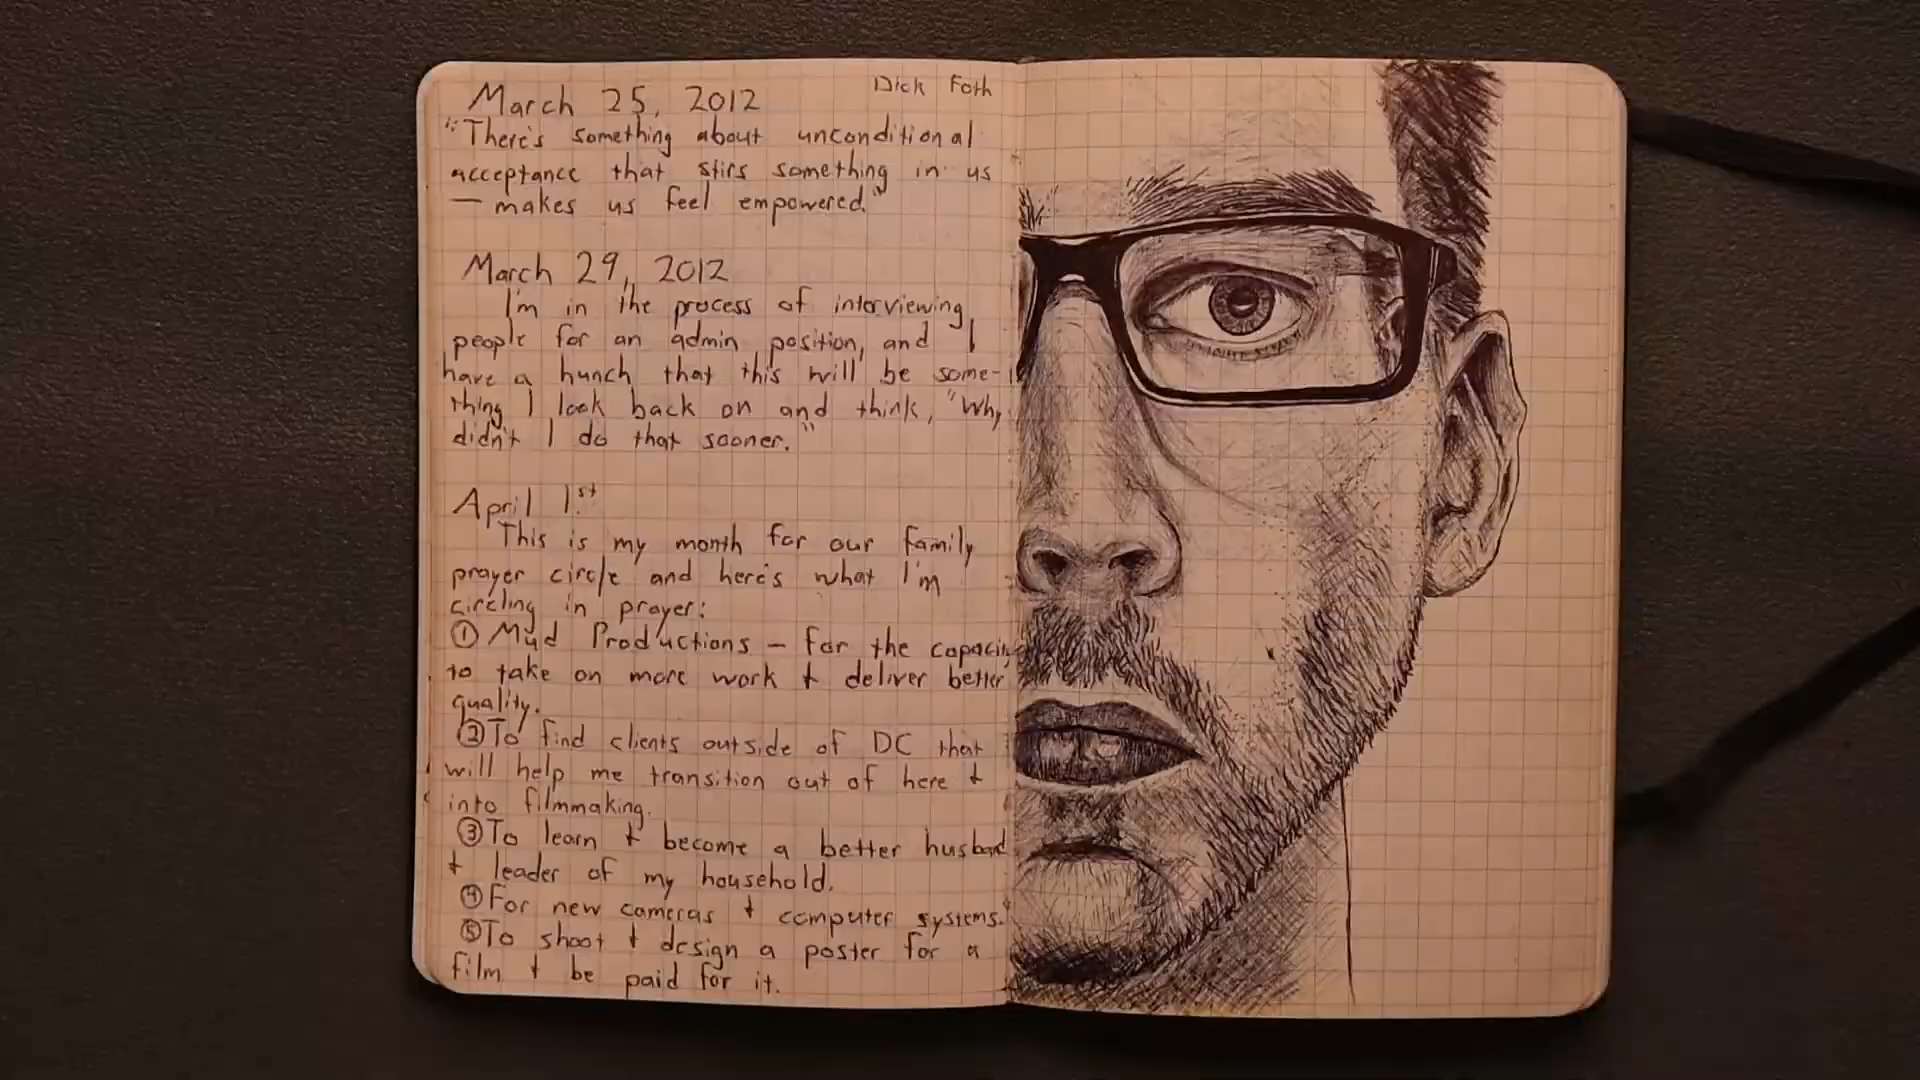 March 25, 2012
Dick Foth
"There's something about unconditional
acceptance that stirs something in us
— makes us feel empowered."
March 29, 2012
I'm in the process of interviewing
people for an admin position, and I
have a hunch that this will be some-
thing I look back on and think, "Why
didn't I do that sooner."
April 1st
This is my month for our family
prayer circle and here's what I'm
circling in prayer:
① Mud Productions – for the capacity
to take on more work + deliver better
quality.
② To find clients outside of DC that
will help me transition out of here +
into filmmaking.
③ To learn + become a better husband
+ leader of my household.
④ For new cameras + computer systems.
⑤ To shoot + design a poster for a
film + be paid for it.